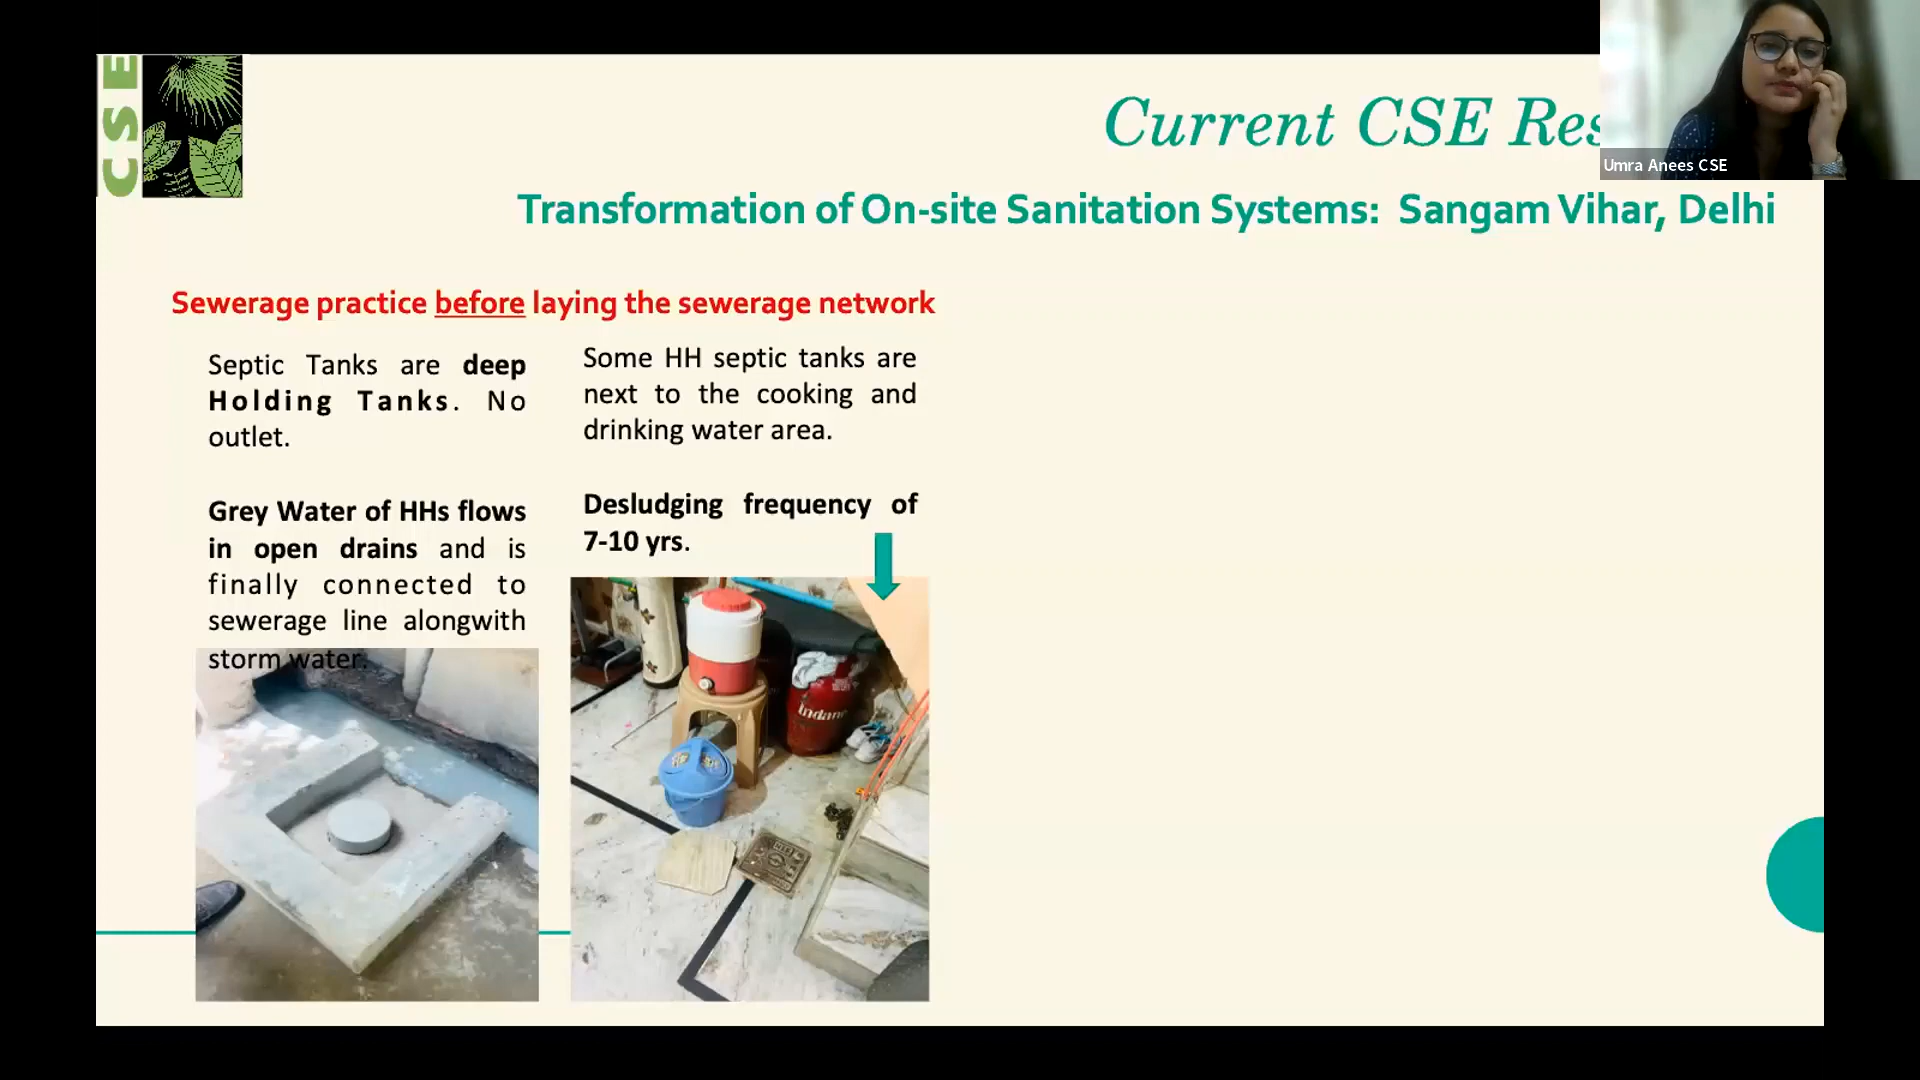 CSE
Current CSE
Umra Anees CSE
Transformation of On-site Sanitation Systems: Sangam Vihar, Delhi
Sewerage practice before laying the sewerage network
Septic Tanks are deep
Holding Tanks. No
outlet.
Grey Water of HHs flows
in open drains and is
finally connected to
sewerage line alongwith
storm water.
Some HH septic tanks are
next to the cooking and
drinking water area.
Desludging frequency of
7-10 yrs.
Indane